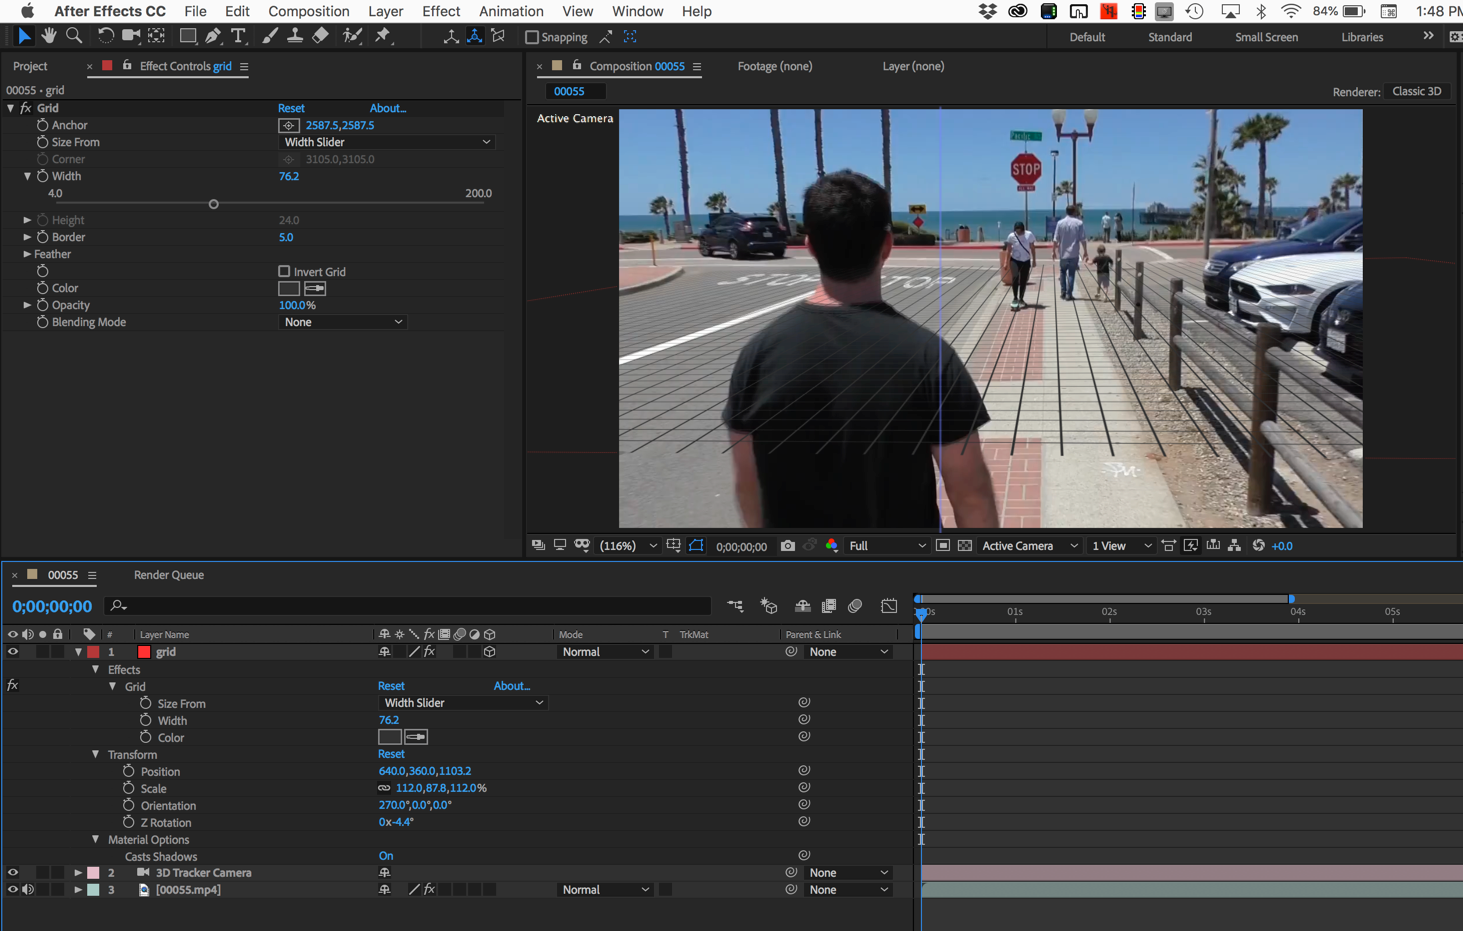 After Effects CC File Edit Composition Layer Effect Animation View Window Help 84% 1:48 PM
Snapping Default Standard Small Screen Libraries
Project Effect Controls grid
00055 • grid
fx Grid Reset About...
Anchor 2587.5,2587.5
Size From Width Slider
Corner 3105.0,3105.0
Width 76.2
4.0 200.0
Height 24.0
Border 5.0
Feather
Invert Grid
Color
Opacity 100.0%
Blending Mode None
Composition 00055 Footage (none) Layer (none)
00055 Renderer: Classic 3D
Active Camera
Pacific
STOP
STOP
STOP
(116%) 0;00;00;00 Full Active Camera 1 View +0.0
00055 Render Queue
0;00;00;00
:00s 01s 02s 03s 04s 05s
# Layer Name fx Mode T TrkMat Parent & Link
1 grid fx Normal None
Effects
fx Grid Reset About...
Size From Width Slider
Width 76.2
Color
Transform Reset
Position 640.0,360.0,1103.2
Scale 112.0,87.8,112.0%
Orientation 270.0°,0.0°,0.0°
Z Rotation 0x-4.4°
Material Options
Casts Shadows On
2 3D Tracker Camera None
3 [00055.mp4] fx Normal None